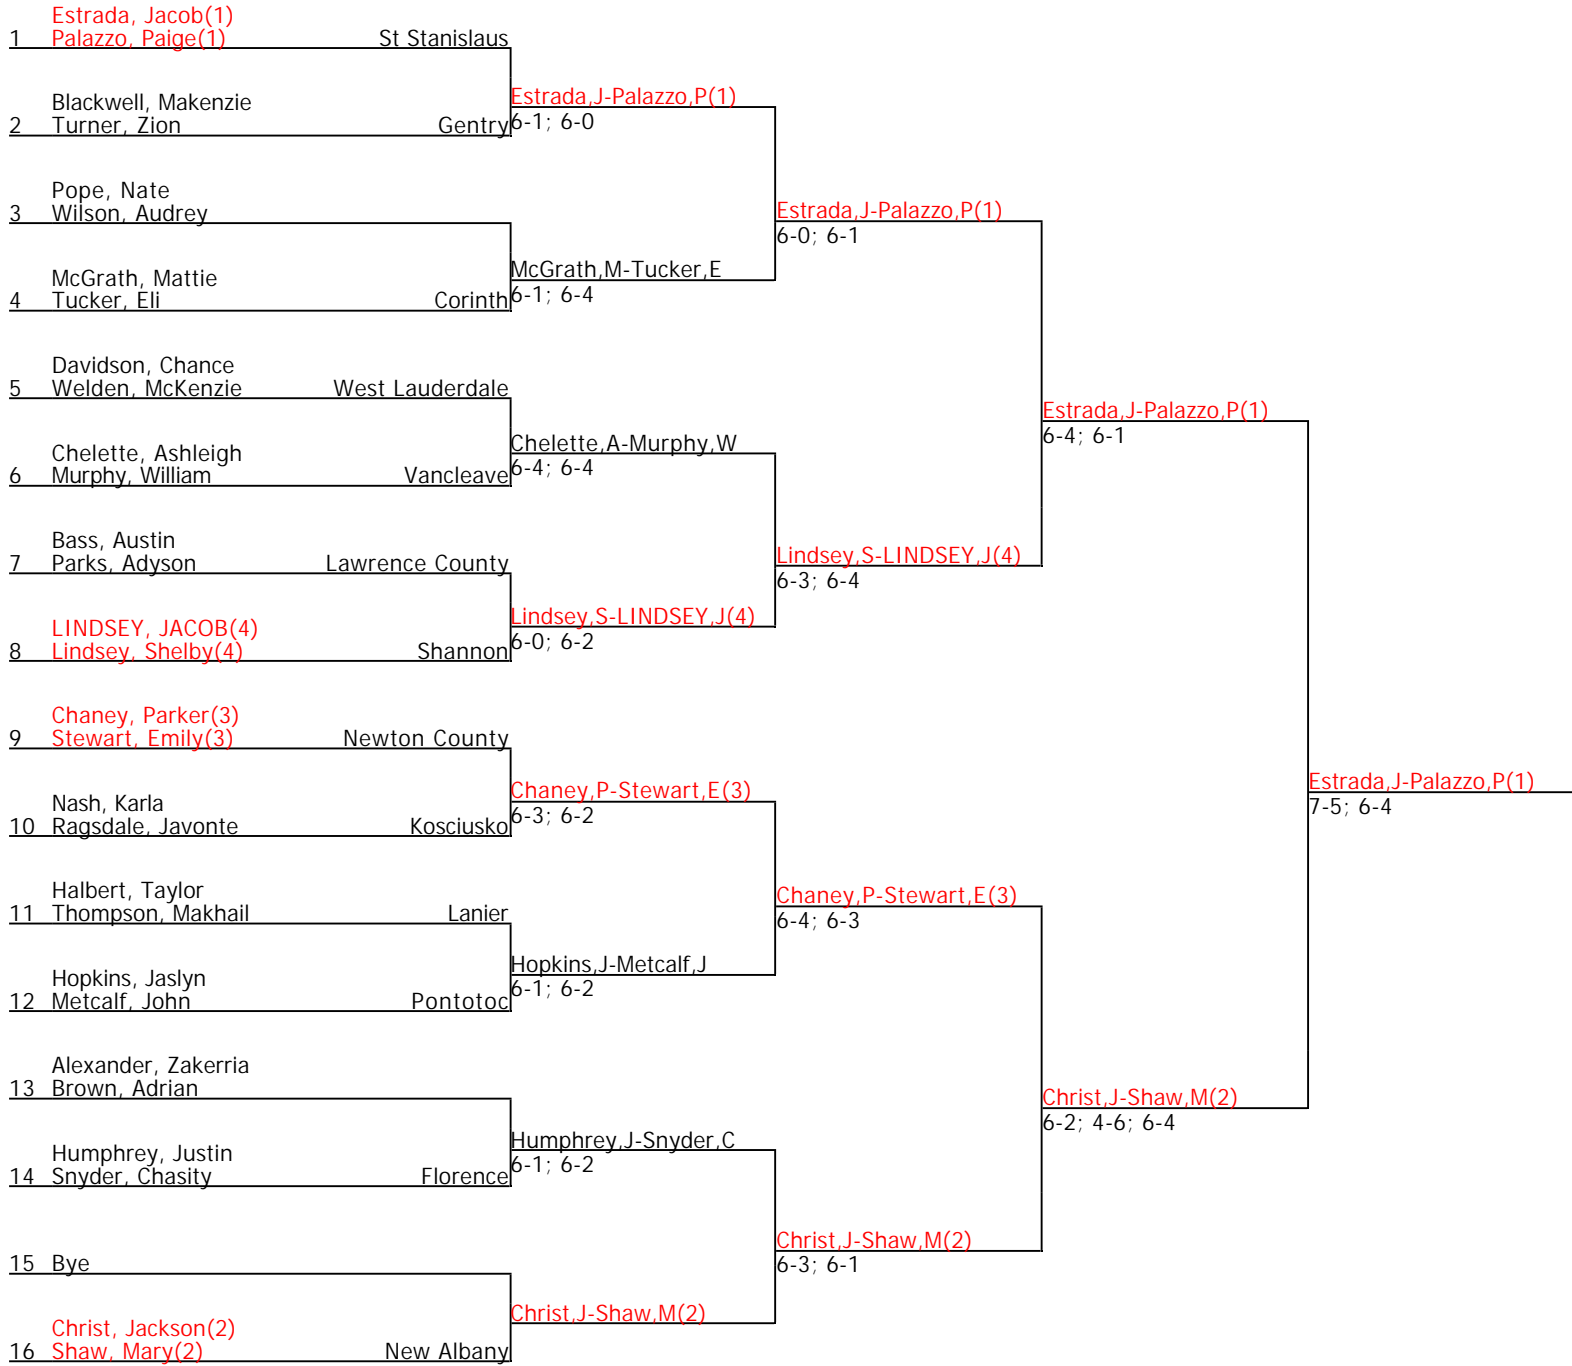 Estrada, Jacob(1)
1 Palazzo, Paige(1) St Stanislaus
Estrada,J-Palazzo,P(1)
6-1; 6-0
Blackwell, Makenzie
2 Turner, Zion Gentry
Pope, Nate
3 Wilson, Audrey
Estrada,J-Palazzo,P(1)
6-0; 6-1
McGrath,M-Tucker,E
6-1; 6-4
McGrath, Mattie
4 Tucker, Eli Corinth
Davidson, Chance
5 Welden, McKenzie West Lauderdale
Estrada,J-Palazzo,P(1)
6-4; 6-1
Chelette,A-Murphy,W
6-4; 6-4
Chelette, Ashleigh
6 Murphy, William Vancleave
Bass, Austin
7 Parks, Adyson Lawrence County
Lindsey,S-LINDSEY,J(4)
6-3; 6-4
Lindsey,S-LINDSEY,J(4)
6-0; 6-2
LINDSEY, JACOB(4)
8 Lindsey, Shelby(4) Shannon
Chaney, Parker(3)
9 Stewart, Emily(3) Newton County
Chaney,P-Stewart,E(3)
6-3; 6-2
Estrada,J-Palazzo,P(1)
7-5; 6-4
Nash, Karla
10 Ragsdale, Javonte Kosciusko
Halbert, Taylor
11 Thompson, Makhail Lanier
Chaney,P-Stewart,E(3)
6-4; 6-3
Hopkins,J-Metcalf,J
6-1; 6-2
Hopkins, Jaslyn
12 Metcalf, John Pontotoc
Alexander, Zakerria
13 Brown, Adrian
Christ,J-Shaw,M(2)
6-2; 4-6; 6-4
Humphrey,J-Snyder,C
6-1; 6-2
Humphrey, Justin
14 Snyder, Chasity Florence
Christ,J-Shaw,M(2)
6-3; 6-1
15 Bye
Christ,J-Shaw,M(2)
Christ, Jackson(2)
16 Shaw, Mary(2) New Albany